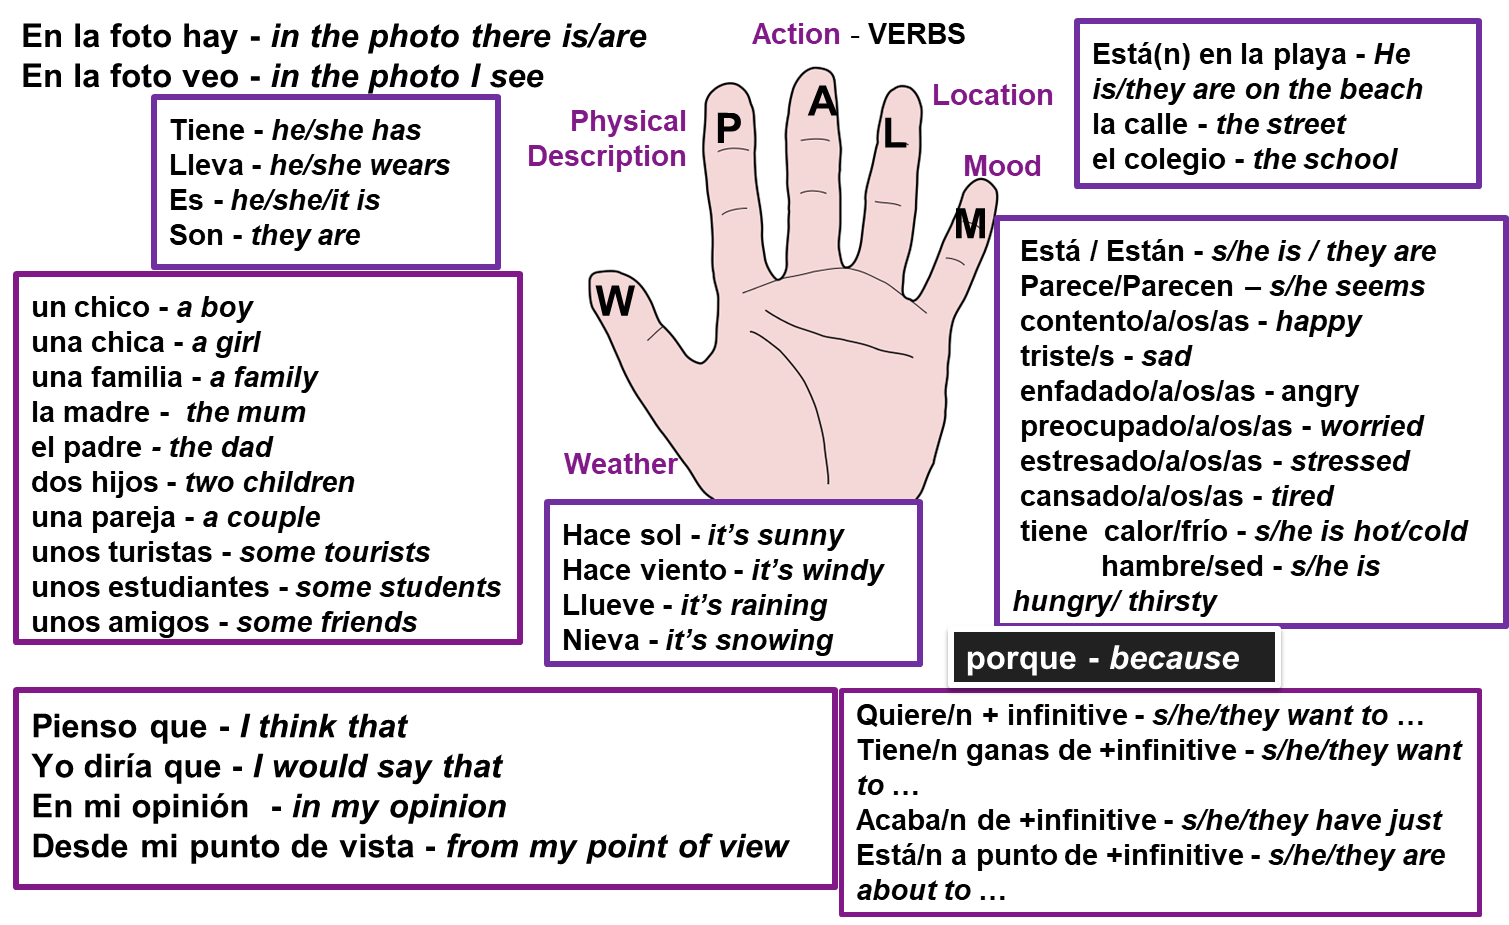 En la foto hay - in the photo there is/are
En la foto veo - in the photo I see
Tiene - he/she has
Lleva - he/she wears
Es - he/she/it is
Son - they are
un chico - a boy
una chica - a girl
una familia - a family
la madre -  the mum
el padre - the dad
dos hijos - two children
una pareja - a couple
unos turistas - some tourists
unos estudiantes - some students
unos amigos - some friends
Action - VERBS
Physical
Description
Location
Mood
Weather
W
P
A
L
M
Está(n) en la playa - He
is/they are on the beach
la calle - the street
el colegio - the school
Está / Están - s/he is / they are
Parece/Parecen – s/he seems
contento/a/os/as - happy
triste/s - sad
enfadado/a/os/as - angry
preocupado/a/os/as - worried
estresado/a/os/as - stressed
cansado/a/os/as - tired
tiene  calor/frío - s/he is hot/cold
hambre/sed - s/he is
hungry/ thirsty
Hace sol - it’s sunny
Hace viento - it’s windy
Llueve - it’s raining
Nieva - it’s snowing
porque - because
Pienso que - I think that
Yo diría que - I would say that
En mi opinión  - in my opinion
Desde mi punto de vista - from my point of view
Quiere/n + infinitive - s/he/they want to …
Tiene/n ganas de +infinitive - s/he/they want
to …
Acaba/n de +infinitive - s/he/they have just
Está/n a punto de +infinitive - s/he/they are
about to …